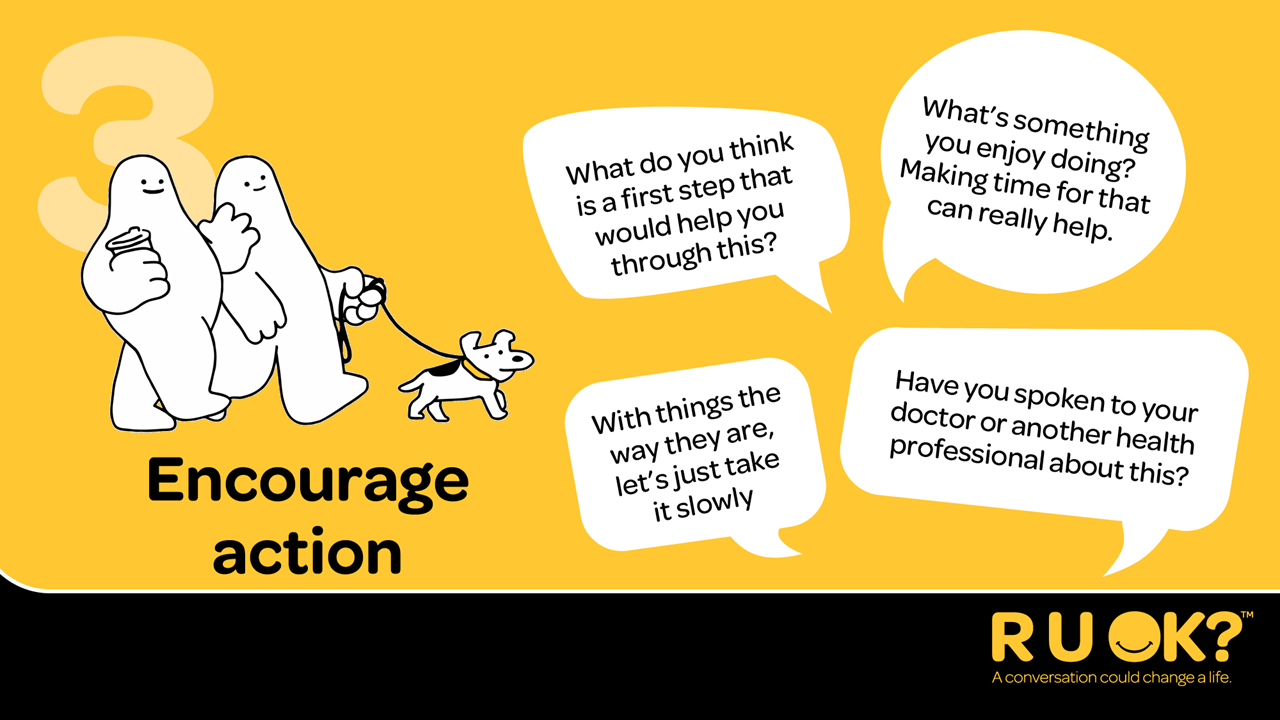 3
Encourage
action
What do you think
is a first step that
would help you
through this?
What's something
you enjoy doing?
Making time for that
can really help.
With things the
way they are,
let's just take
it slowly
Have you spoken to your
doctor or another health
professional about this?
R U OK?™
A conversation could change a life.